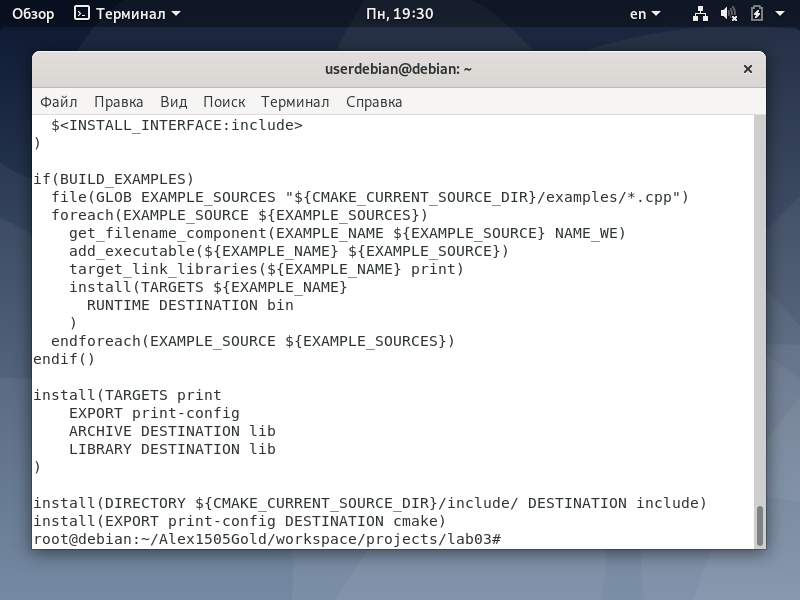 Обзор Терминал Пн, 19:30 en
userdebian@debian: ~ ×
Файл Правка Вид Поиск Терминал Справка
  $<INSTALL_INTERFACE:include>
)

if(BUILD_EXAMPLES)
  file(GLOB EXAMPLE_SOURCES "${CMAKE_CURRENT_SOURCE_DIR}/examples/*.cpp")
  foreach(EXAMPLE_SOURCE ${EXAMPLE_SOURCES})
    get_filename_component(EXAMPLE_NAME ${EXAMPLE_SOURCE} NAME_WE)
    add_executable(${EXAMPLE_NAME} ${EXAMPLE_SOURCE})
    target_link_libraries(${EXAMPLE_NAME} print)
    install(TARGETS ${EXAMPLE_NAME}
      RUNTIME DESTINATION bin
    )
  endforeach(EXAMPLE_SOURCE ${EXAMPLE_SOURCES})
endif()

install(TARGETS print
    EXPORT print-config
    ARCHIVE DESTINATION lib
    LIBRARY DESTINATION lib
)

install(DIRECTORY ${CMAKE_CURRENT_SOURCE_DIR}/include/ DESTINATION include)
install(EXPORT print-config DESTINATION cmake)
root@debian:~/Alex1505Gold/workspace/projects/lab03#